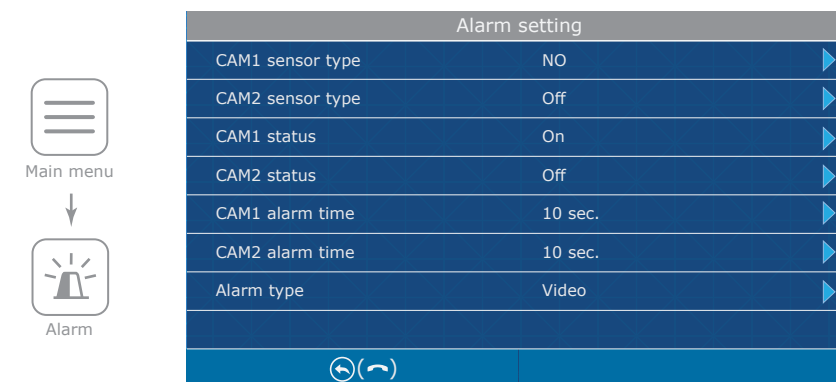 Main menu
Alarm
Alarm setting
CAM1 sensor type NO
CAM2 sensor type Off
CAM1 status On
CAM2 status Off
CAM1 alarm time 10 sec.
CAM2 alarm time 10 sec.
Alarm type Video
( )